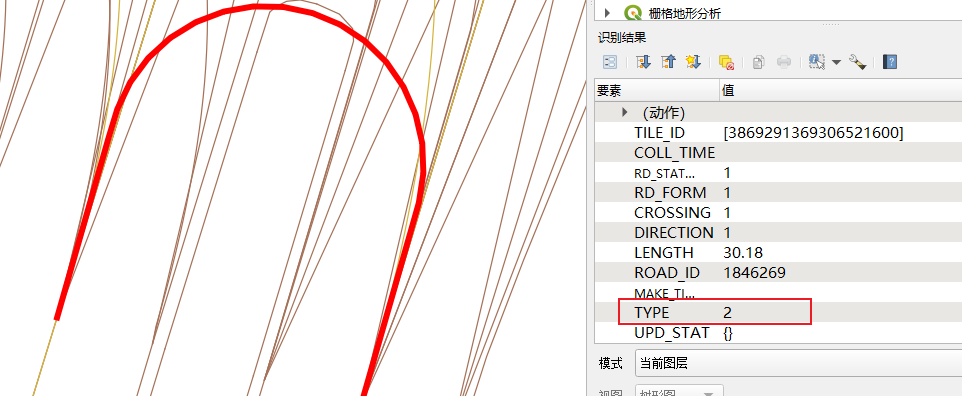 栅格地形分析
识别结果
要素 值
(动作)
TILE_ID [3869291369306521600]
COLL_TIME
RD_STAT... 1
RD_FORM 1
CROSSING 1
DIRECTION 1
LENGTH 30.18
ROAD_ID 1846269
MAKE_TI...
TYPE 2
UPD_STAT {}
模式 当前图层
视图 树形图